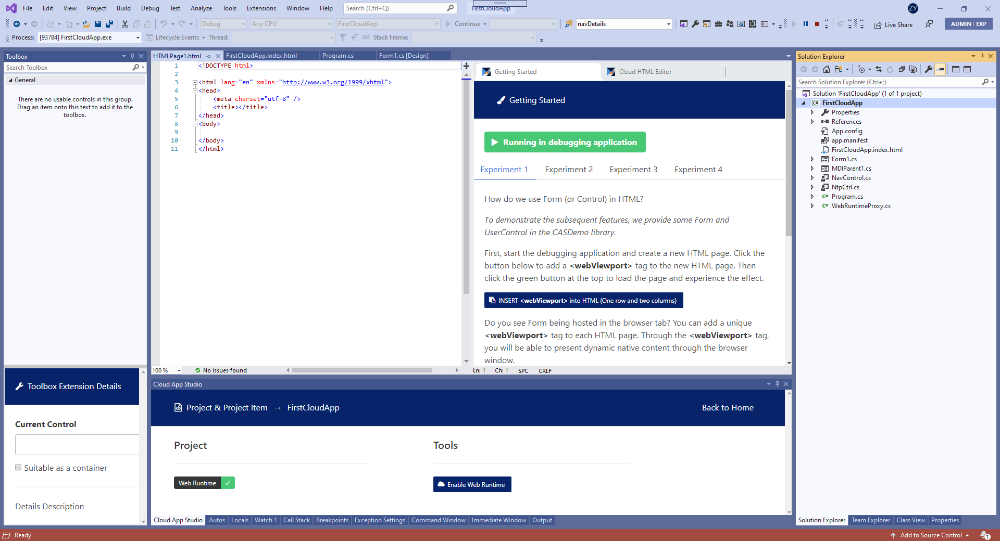 File Edit View Project Build Debug Test Analyze Tools Extensions Window Help Search (Ctrl+Q) FirstCloudApp ZY
Debug Any CPU FirstCloudApp Continue navDetails Live Share ADMIN EXP
Process: [93784] FirstCloudApp.exe Lifecycle Events Thread: Stack Frame:
Toolbox
Search Toolbox
General
There are no usable controls in this group.
Drag an item onto this text to add it to the
toolbox.
Toolbox Extension Details
Current Control
Suitable as a container
Details Description
HTMLPage1.html FirstCloudApp.index.html Program.cs Form1.cs [Design]
1 <!DOCTYPE html>
2
3 <html lang="en" xmlns="http://www.w3.org/1999/xhtml">
4 <head>
5 <meta charset="utf-8" />
6 <title></title>
7 </head>
8 <body>
9
10 </body>
11 </html>
100 % No issues found Ln: 1 Ch: 1 SPC CRLF
Getting Started Cloud HTML Editor
Getting Started
Running in debugging application
Experiment 1 Experiment 2 Experiment 3 Experiment 4
How do we use Form (or Control) in HTML?
To demonstrate the subsequent features, we provide some Form and
UserControl in the CASDemo library.
First, start the debugging application and create a new HTML page. Click the
button below to add a <webViewport> tag to the new HTML page. Then
click the green button at the top to load the page and experience the effect.
INSERT <webViewport> into HTML (One row and two columns)
Do you see Form being hosted in the browser tab? You can add a unique
<webViewport> tag to each HTML page. Through the <webViewport> tag,
you will be able to present dynamic native content through the browser
window.
Cloud App Studio
Project & Project Item → FirstCloudApp Back to Home
Project
Web Runtime ✓
Tools
Enable Web Runtime
Cloud App Studio Autos Locals Watch 1 Call Stack Breakpoints Exception Settings Command Window Immediate Window Output
Solution Explorer
Search Solution Explorer (Ctrl+;)
Solution 'FirstCloudApp' (1 of 1 project)
C# FirstCloudApp
Properties
References
App.config
app.manifest
FirstCloudApp.index.html
Form1.cs
MDIParent1.cs
NavControl.cs
NtpCtrl.cs
C# Program.cs
C# WebRuntimeProxy.cs
Solution Explorer Team Explorer Class View Properties
Ready Add to Source Control 1